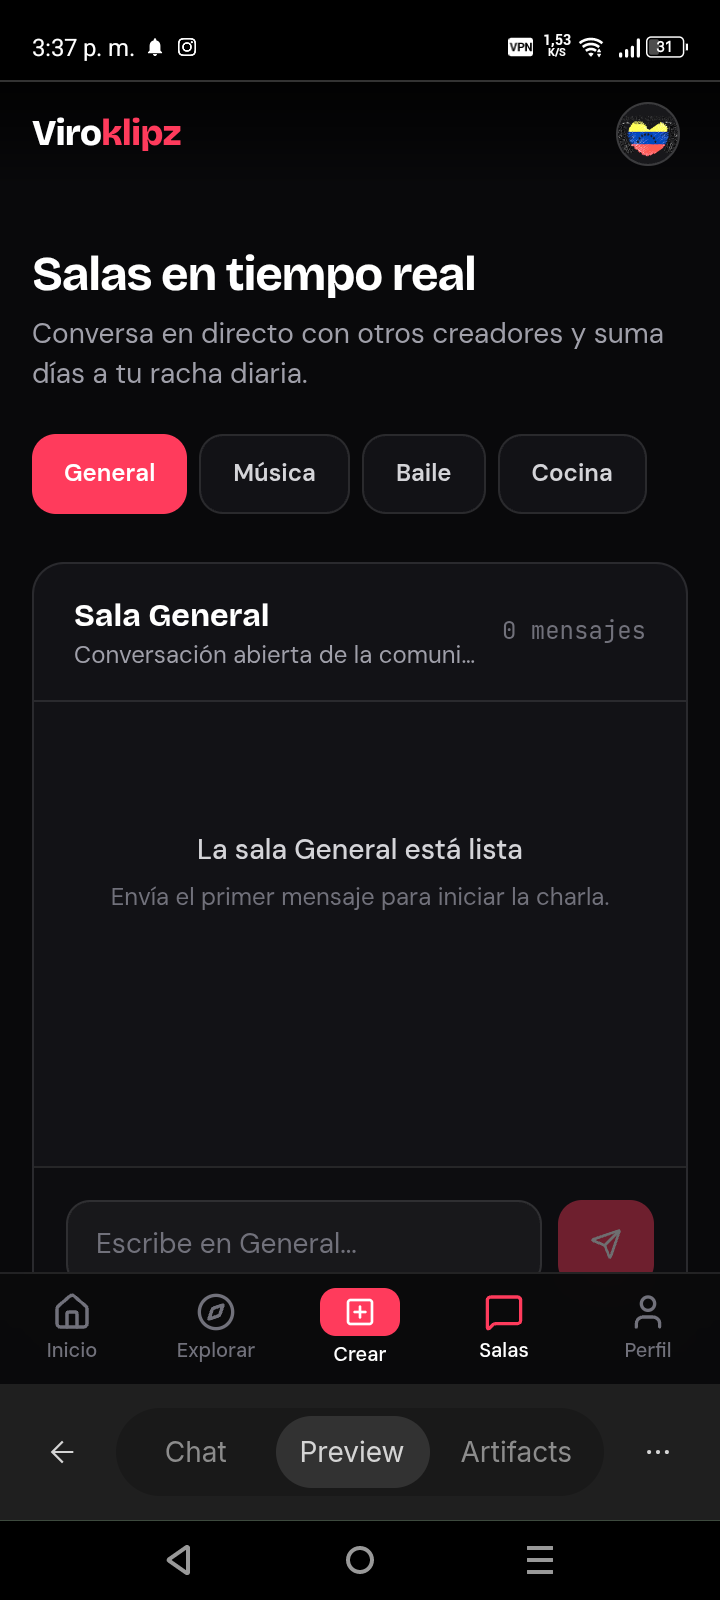 3:37 p. m.
VPN
1,53
K/S
31
Viroklipz
Salas en tiempo real
Conversa en directo con otros creadores y suma
días a tu racha diaria.
General
Música
Baile
Cocina
Sala General
Conversación abierta de la comuni...
0 mensajes
La sala General está lista
Envía el primer mensaje para iniciar la charla.
Escribe en General...
Inicio
Explorar
Crear
Salas
Perfil
Chat
Preview
Artifacts